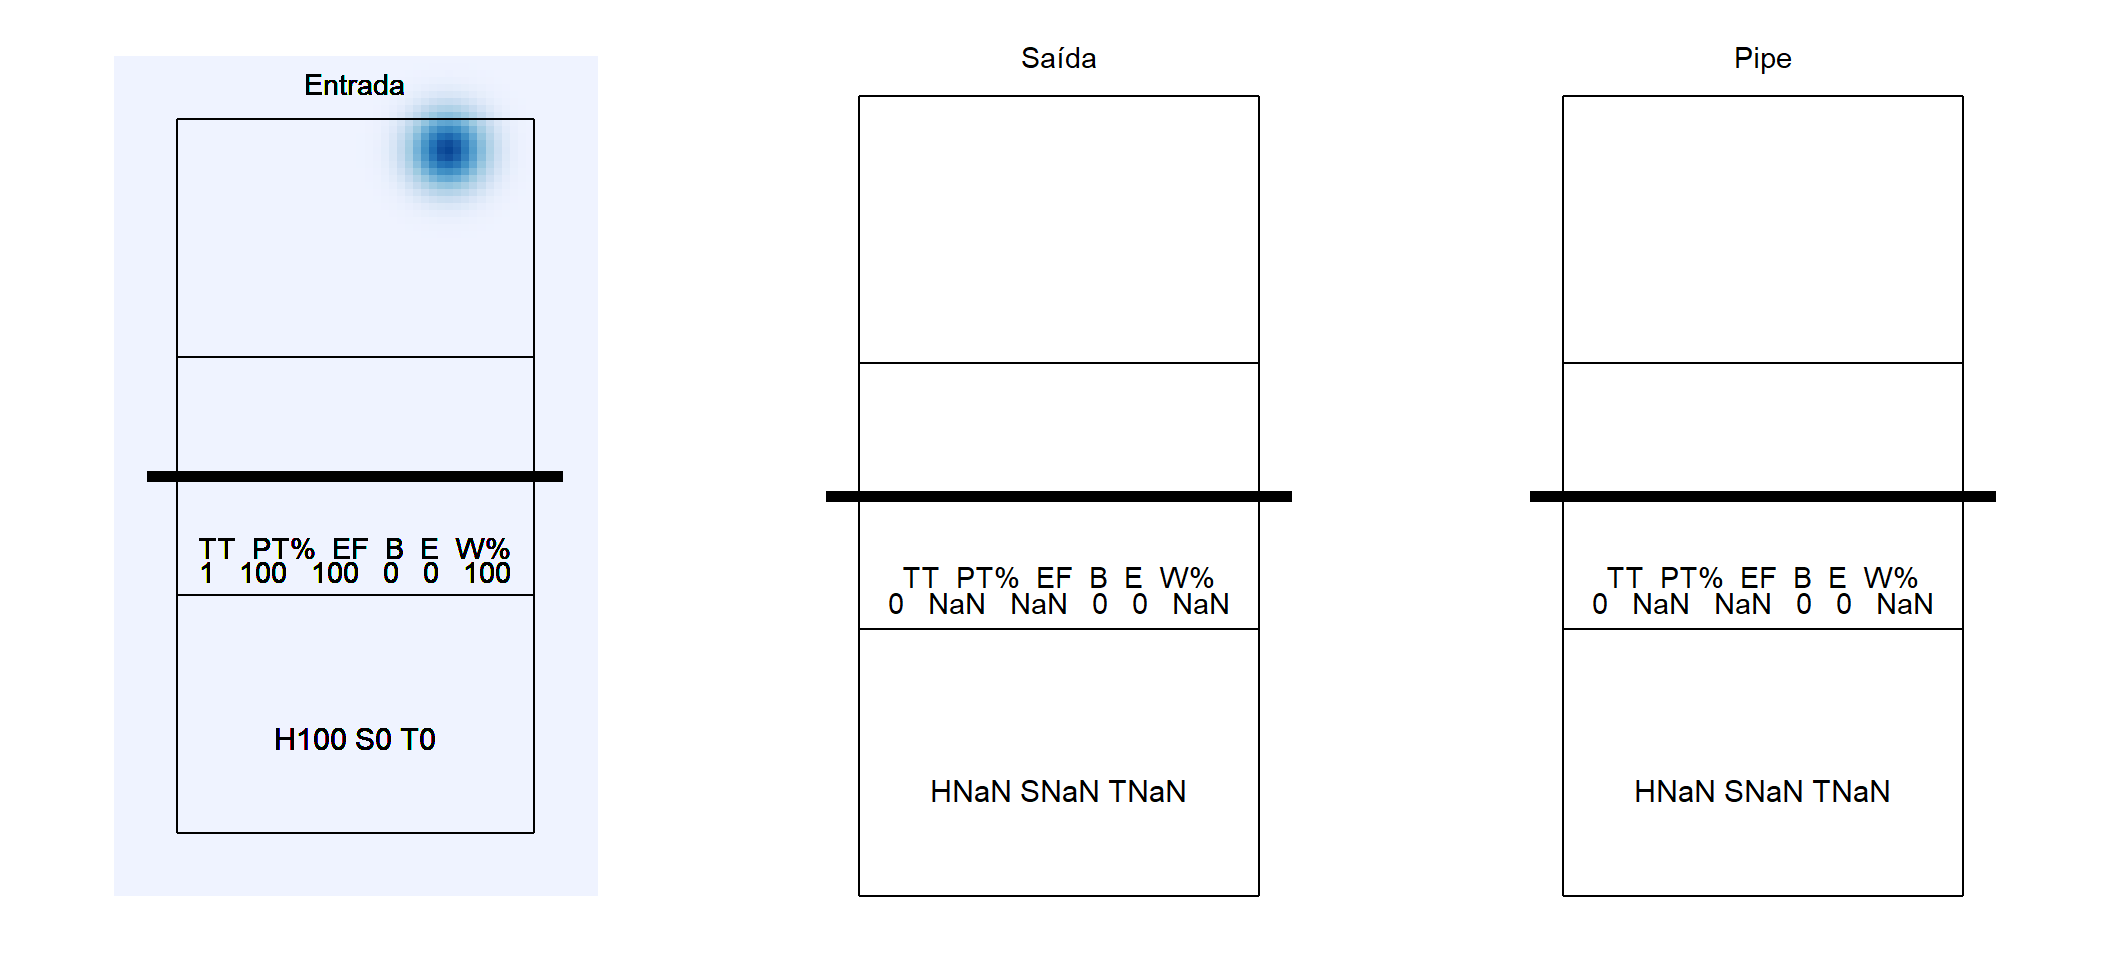 Entrada
TT PT% EF B E W%
1 100 100 0 0 100
H100 S0 T0
Saída
TT PT% EF B E W%
0 NaN NaN 0 0 NaN
HNaN SNaN TNaN
Pipe
TT PT% EF B E W%
0 NaN NaN 0 0 NaN
HNaN SNaN TNaN